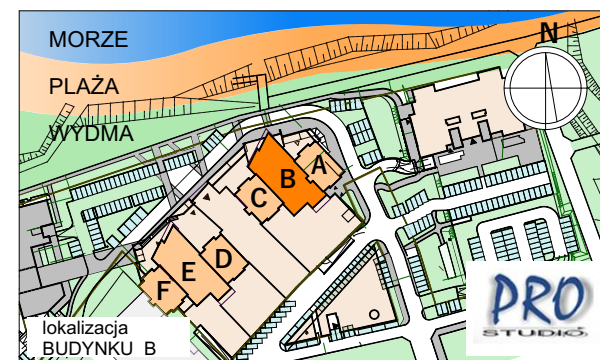 MORZE
N
PLAŻA
WYDMA
A
B
C
D
E
F
lokalizacja
BUDYNKU B
PRO
STUDIO